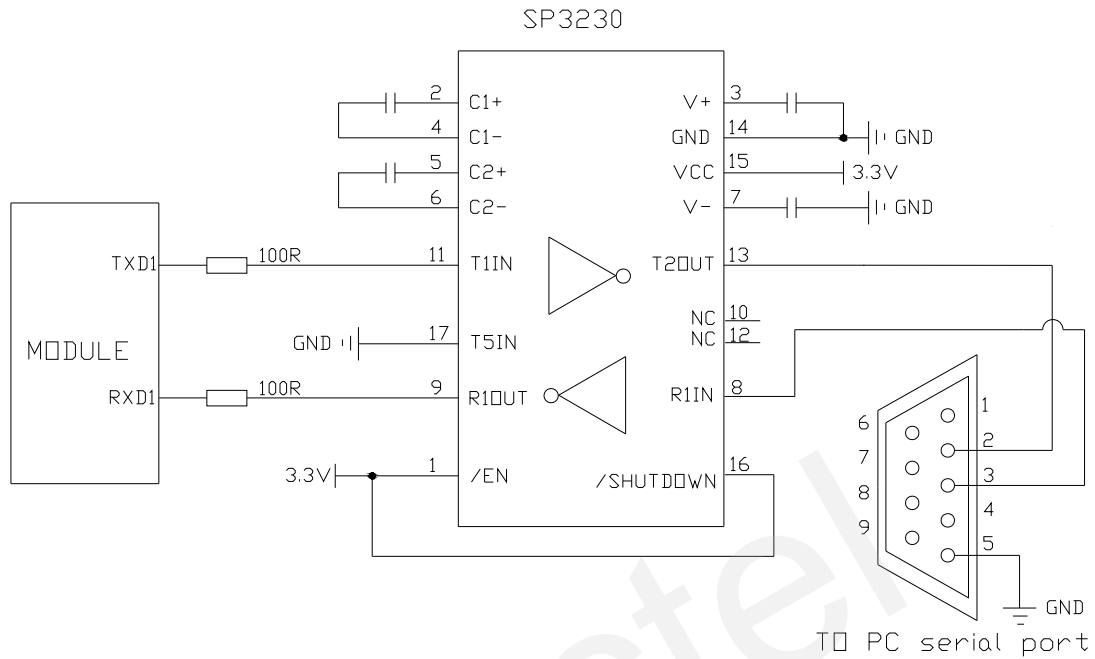 SP3230
2 C1+ V+ 3
4 C1- GND 14 GND
5 C2+ VCC 15 3.3V
6 C2- V- 7 GND
TXD1 100R 11 T1IN T2OUT 13
NC 10
GND 17 T5IN NC 12
MODULE
RXD1 100R 9 R1OUT R1IN 8
3.3V 1 /EN /SHUTDOWN 16
1
6
2
7
3
8
4
9
5
GND
TO PC serial port